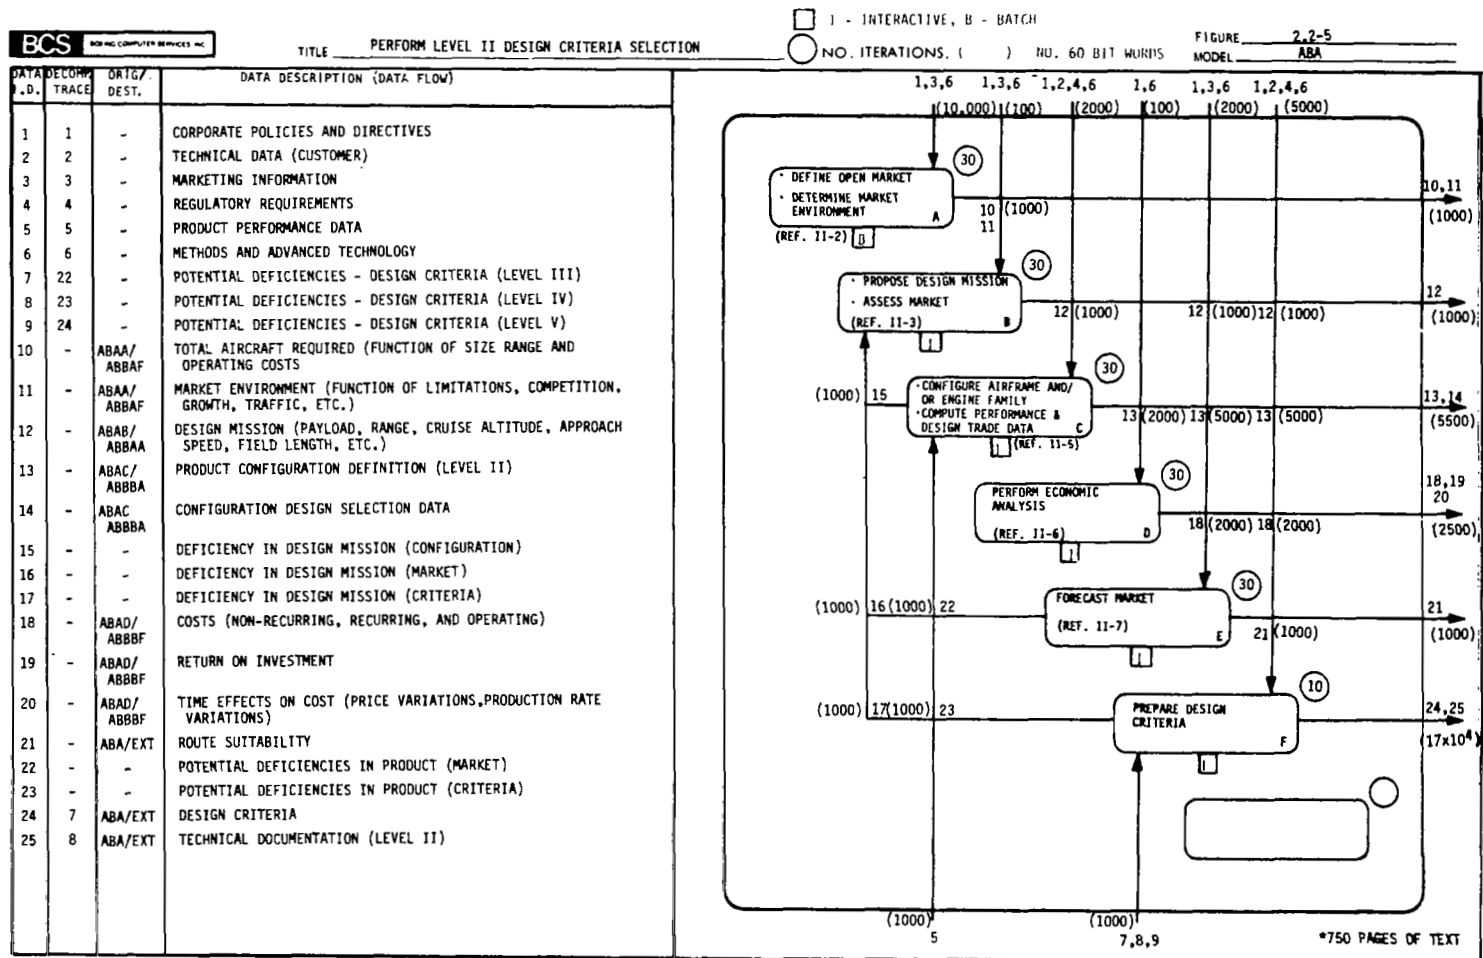 I - INTERACTIVE, B - BATCH
BCS BOEING COMPUTER SERVICES INC
TITLE PERFORM LEVEL II DESIGN CRITERIA SELECTION
NO. ITERATIONS, ( ) NO. 60 BIT WORDS
FIGURE 2.2-5
MODEL ABA
DATA I.D. DECOMP. TRACE ORIG/. DEST. DATA DESCRIPTION (DATA FLOW)
1 1 - CORPORATE POLICIES AND DIRECTIVES
2 2 - TECHNICAL DATA (CUSTOMER)
3 3 - MARKETING INFORMATION
4 4 - REGULATORY REQUIREMENTS
5 5 - PRODUCT PERFORMANCE DATA
6 6 - METHODS AND ADVANCED TECHNOLOGY
7 22 - POTENTIAL DEFICIENCIES - DESIGN CRITERIA (LEVEL III)
8 23 - POTENTIAL DEFICIENCIES - DESIGN CRITERIA (LEVEL IV)
9 24 - POTENTIAL DEFICIENCIES - DESIGN CRITERIA (LEVEL V)
10 - ABAA/ TOTAL AIRCRAFT REQUIRED (FUNCTION OF SIZE RANGE AND
ABBAF OPERATING COSTS
11 - ABAA/ MARKET ENVIRONMENT (FUNCTION OF LIMITATIONS, COMPETITION,
ABBAF GROWTH, TRAFFIC, ETC.)
12 - ABAB/ DESIGN MISSION (PAYLOAD, RANGE, CRUISE ALTITUDE, APPROACH
ABBAA SPEED, FIELD LENGTH, ETC.)
13 - ABAC/ PRODUCT CONFIGURATION DEFINITION (LEVEL II)
ABBBA
14 - ABAC CONFIGURATION DESIGN SELECTION DATA
ABBBA
15 - - DEFICIENCY IN DESIGN MISSION (CONFIGURATION)
16 - - DEFICIENCY IN DESIGN MISSION (MARKET)
17 - - DEFICIENCY IN DESIGN MISSION (CRITERIA)
18 - ABAD/ COSTS (NON-RECURRING, RECURRING, AND OPERATING)
ABBBF
19 - ABAD/ RETURN ON INVESTMENT
ABBBF
20 - ABAD/ TIME EFFECTS ON COST (PRICE VARIATIONS,PRODUCTION RATE
ABBBF VARIATIONS)
21 - ABA/EXT ROUTE SUITABILITY
22 - - POTENTIAL DEFICIENCIES IN PRODUCT (MARKET)
23 - - POTENTIAL DEFICIENCIES IN PRODUCT (CRITERIA)
24 7 ABA/EXT DESIGN CRITERIA
25 8 ABA/EXT TECHNICAL DOCUMENTATION (LEVEL II)
1,3,6 1,3,6 1,2,4,6 1,6 1,3,6 1,2,4,6
(10,000) (100) (2000) (100) (2000) (5000)
30
· DEFINE OPEN MARKET
· DETERMINE MARKET
ENVIRONMENT A
(REF. II-2) B
10 (1000)
11
10,11
(1000)
30
· PROPOSE DESIGN MISSION
· ASSESS MARKET
(REF. II-3) B
I
12 (1000) 12 (1000) 12 (1000)
12
(1000)
30
· CONFIGURE AIRFRAME AND/
OR ENGINE FAMILY
· COMPUTE PERFORMANCE &
DESIGN TRADE DATA C
I (REF. II-5)
(1000) 15
13 (2000) 13 (5000) 13 (5000)
13,14
(5500)
30
PERFORM ECONOMIC
ANALYSIS
(REF. II-6) D
I
18 (2000) 18 (2000)
18,19
20
(2500)
30
FORECAST MARKET
(REF. II-7) E
I
(1000) 16 (1000) 22
21 (1000)
21
(1000)
10
PREPARE DESIGN
CRITERIA
F
I
(1000) 17 (1000) 23
24,25
(17x10⁴)
(1000)
5
(1000)
7,8,9
*750 PAGES OF TEXT